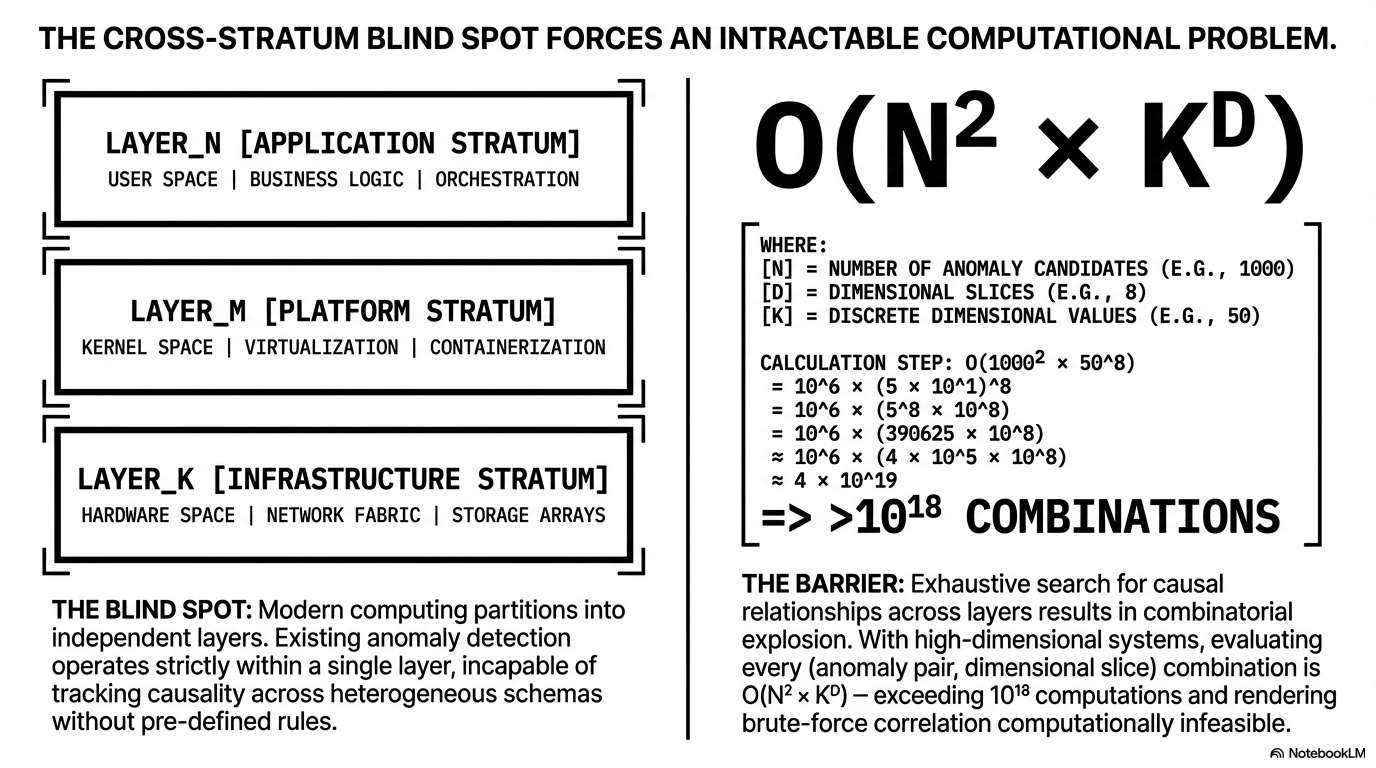 THE CROSS-STRATUM BLIND SPOT FORCES AN INTRACTABLE COMPUTATIONAL PROBLEM.
LAYER_N [APPLICATION STRATUM]
USER SPACE | BUSINESS LOGIC | ORCHESTRATION
LAYER_M [PLATFORM STRATUM]
KERNEL SPACE | VIRTUALIZATION | CONTAINERIZATION
LAYER_K [INFRASTRUCTURE STRATUM]
HARDWARE SPACE | NETWORK FABRIC | STORAGE ARRAYS
THE BLIND SPOT: Modern computing partitions into
independent layers. Existing anomaly detection
operates strictly within a single layer, incapable of
tracking causality across heterogeneous schemas
without pre-defined rules.
O(N² × Kᴰ)
WHERE:
[N] = NUMBER OF ANOMALY CANDIDATES (E.G., 1000)
[D] = DIMENSIONAL SLICES (E.G., 8)
[K] = DISCRETE DIMENSIONAL VALUES (E.G., 50)
CALCULATION STEP: O(1000² × 50^8)
= 10^6 × (5 × 10^1)^8
= 10^6 × (5^8 × 10^8)
= 10^6 × (390625 × 10^8)
≈ 10^6 × (4 × 10^5 × 10^8)
≈ 4 × 10^19
=> >10¹⁸ COMBINATIONS
THE BARRIER: Exhaustive search for causal
relationships across layers results in combinatorial
explosion. With high-dimensional systems, evaluating
every (anomaly pair, dimensional slice) combination is
O(N² × Kᴰ) — exceeding 10¹⁸ computations and rendering
brute-force correlation computationally infeasible.
NotebookLM